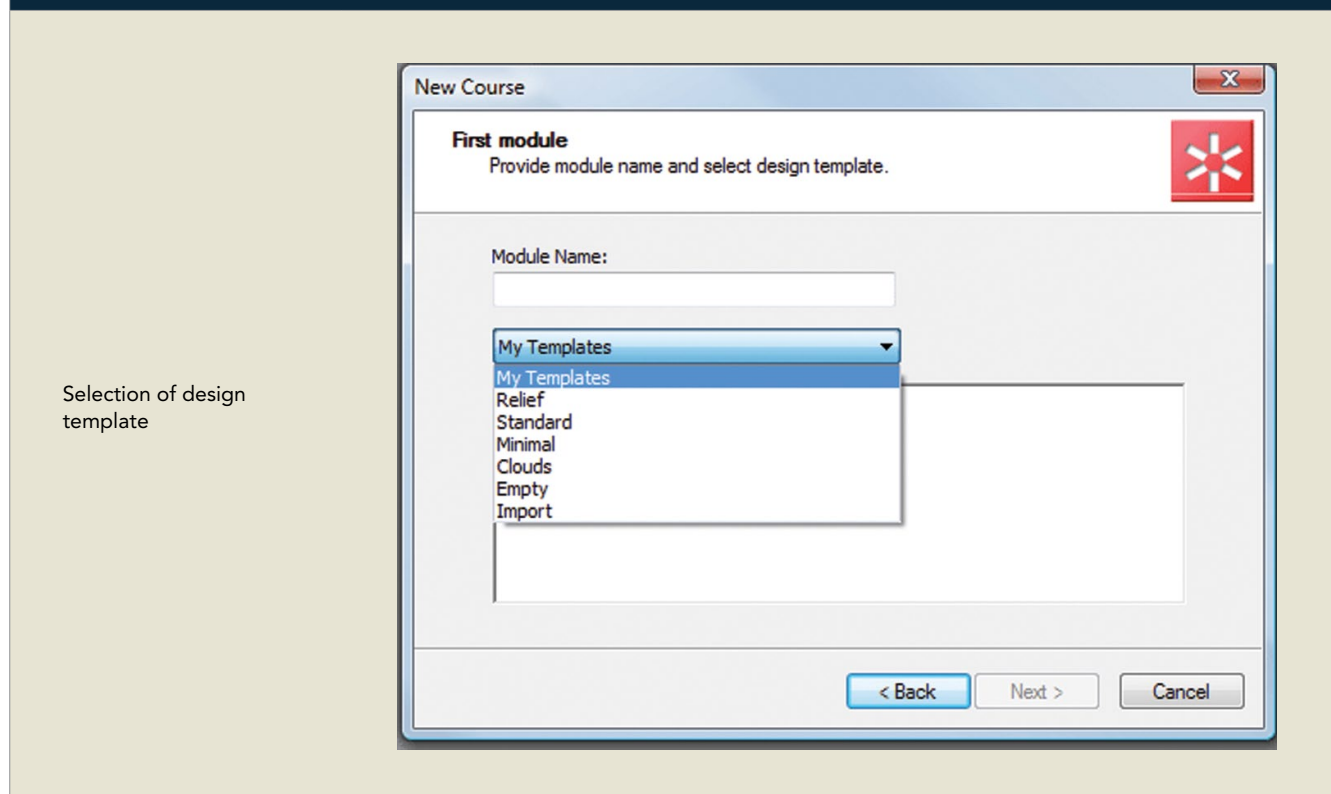 New Course
First module
Provide module name and select design template.
Module Name:
My Templates
My Templates
Relief
Standard
Minimal
Clouds
Empty
Import
Selection of design
template
< Back
Next >
Cancel